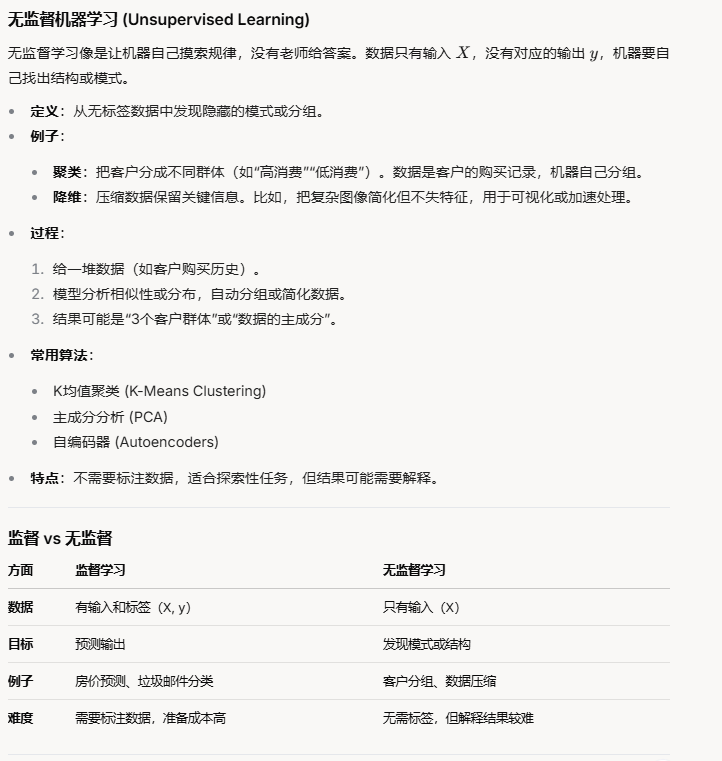 无监督机器学习 (Unsupervised Learning)
无监督学习像是让机器自己摸索规律，没有老师给答案。数据只有输入 X，没有对应的输出 y，机器要自
己找出结构或模式。
• 定义：从无标签数据中发现隐藏的模式或分组。
• 例子：
• 聚类：把客户分成不同群体（如“高消费”“低消费”）。数据是客户的购买记录，机器自己分组。
• 降维：压缩数据保留关键信息。比如，把复杂图像简化但不失特征，用于可视化或加速处理。
• 过程：
1. 给一堆数据（如客户购买历史）。
2. 模型分析相似性或分布，自动分组或简化数据。
3. 结果可能是“3个客户群体”或“数据的主成分”。
• 常用算法：
• K均值聚类 (K-Means Clustering)
• 主成分分析 (PCA)
• 自编码器 (Autoencoders)
• 特点：不需要标注数据，适合探索性任务，但结果可能需要解释。
监督 vs 无监督
方面 监督学习 无监督学习
数据 有输入和标签（X, y） 只有输入（X）
目标 预测输出 发现模式或结构
例子 房价预测、垃圾邮件分类 客户分组、数据压缩
难度 需要标注数据，准备成本高 无需标签，但解释结果较难